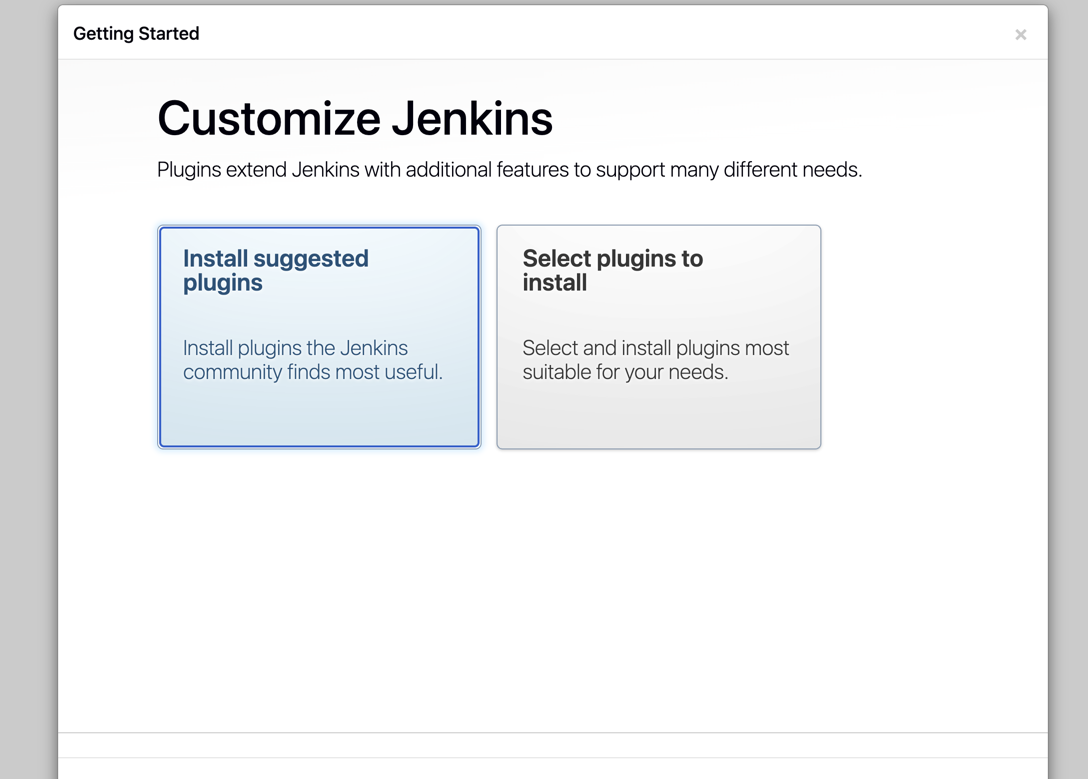 Getting Started
×
Customize Jenkins
Plugins extend Jenkins with additional features to support many different needs.
Install suggested
plugins
Install plugins the Jenkins
community finds most useful.
Select plugins to
install
Select and install plugins most
suitable for your needs.